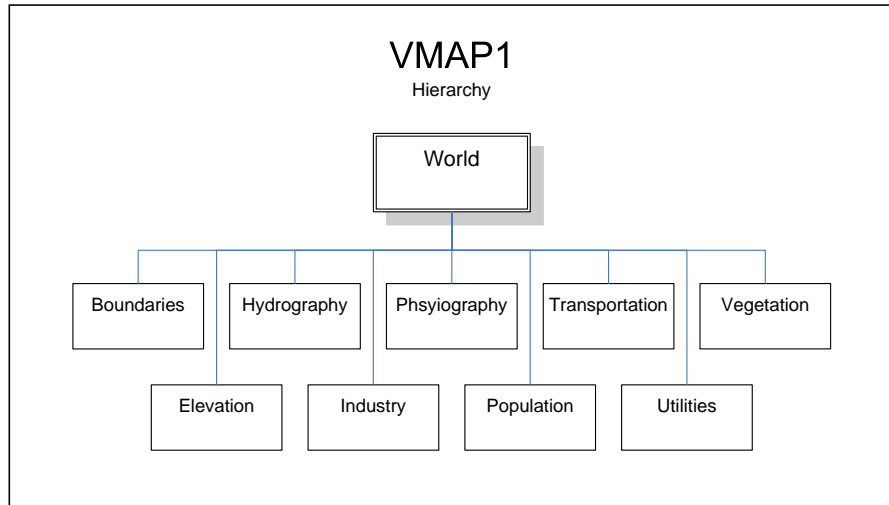 VMAP1
Hierarchy
World
Boundaries
Hydrography
Phsyiography
Transportation
Vegetation
Elevation
Industry
Population
Utilities